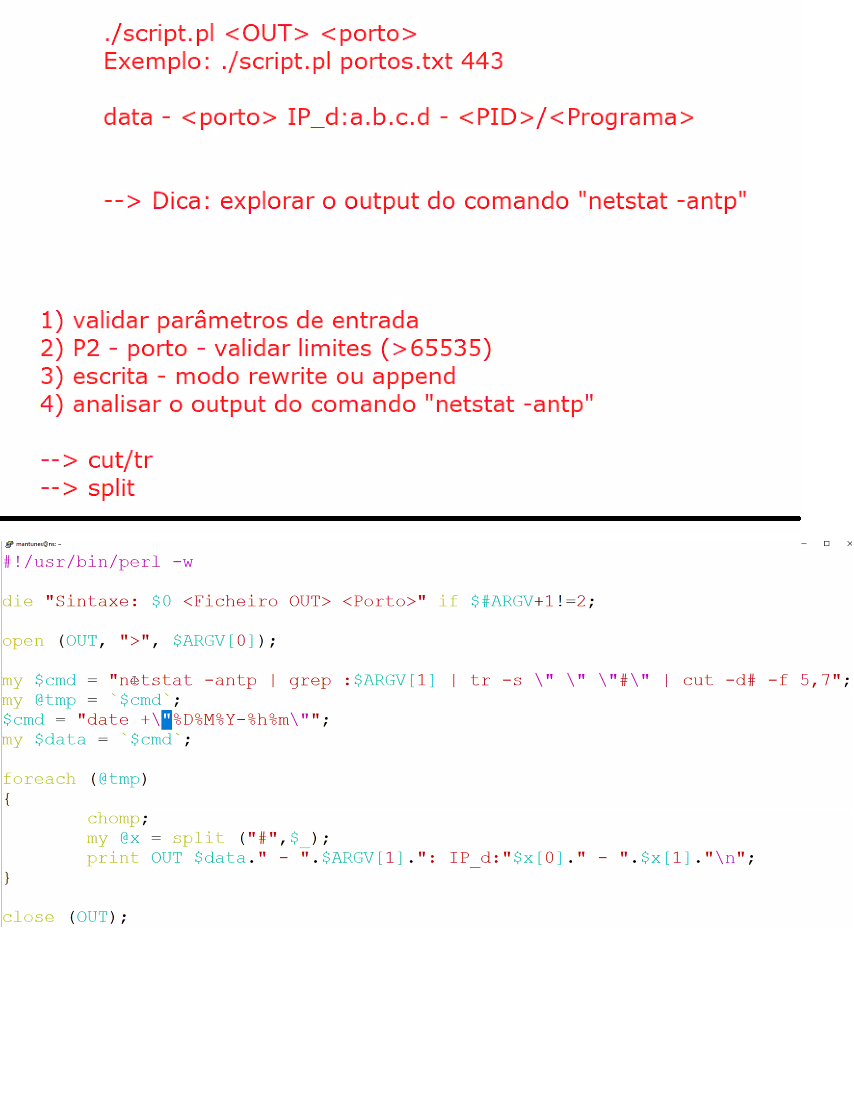 ./script.pl <OUT> <porto>
Exemplo: ./script.pl portos.txt 443
data - <porto> IP_d:a.b.c.d - <PID>/<Programa>
--> Dica: explorar o output do comando "netstat -antp"
1) validar parâmetros de entrada
2) P2 - porto - validar limites (>65535)
3) escrita - modo rewrite ou append
4) analisar o output do comando "netstat -antp"
--> cut/tr
--> split
mantunes@ns: ~
#!/usr/bin/perl -w
die "Sintaxe: $0 <Ficheiro OUT> <Porto>" if $#ARGV+1!=2;
open (OUT, ">", $ARGV[0]);
my $cmd = "netstat -antp | grep :$ARGV[1] | tr -s \" \" \"#\" | cut -d# -f 5,7";
my @tmp = `$cmd`;
$cmd = "date +\"%D%M%Y-%h%m\"";
my $data = `$cmd`;
foreach (@tmp)
{
chomp;
my @x = split ("#",$_);
print OUT $data." - ".$ARGV[1].": IP_d:"$x[0]." - ".$x[1]."\n";
}
close (OUT);